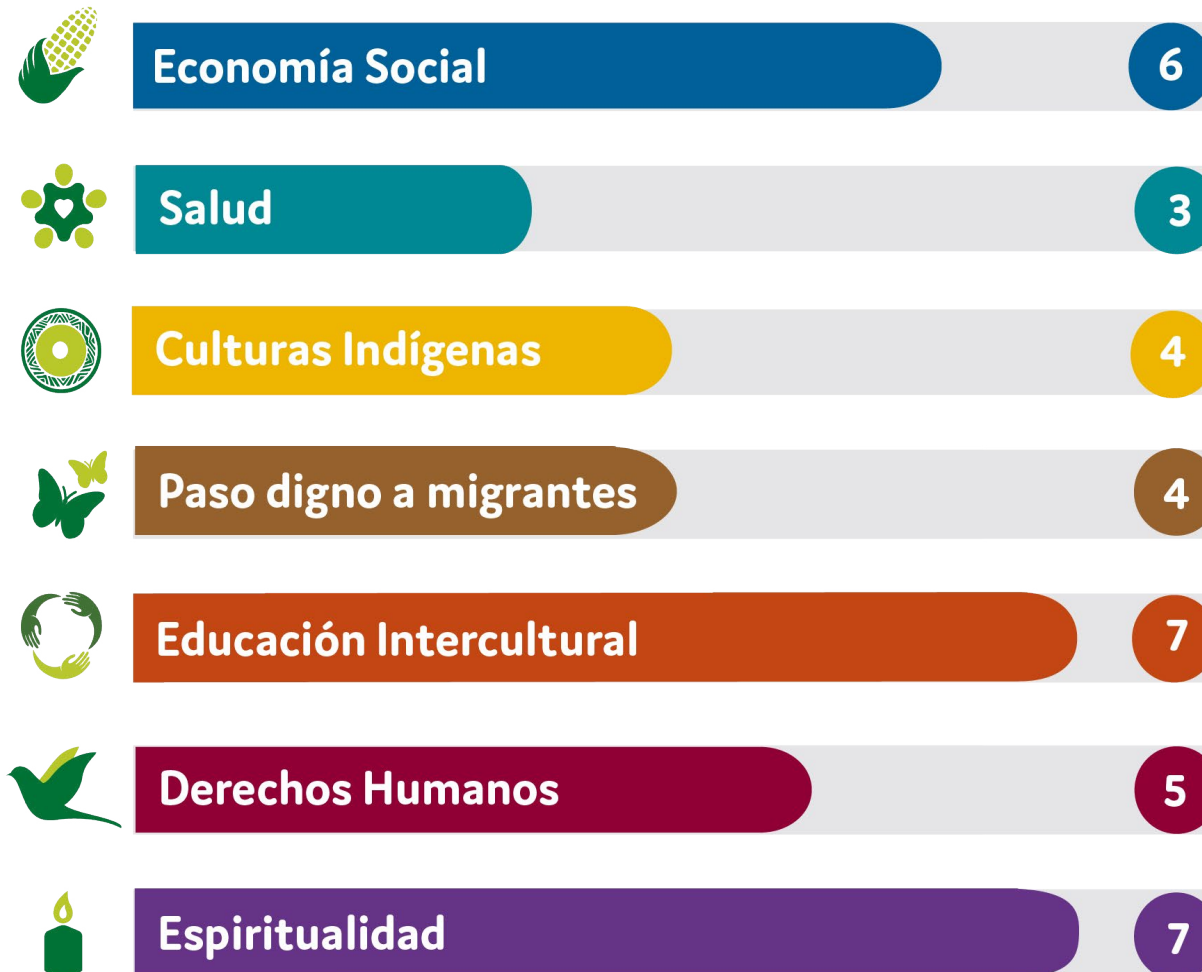 Economía Social 6
Salud 3
Culturas Indígenas 4
Paso digno a migrantes 4
Educación Intercultural 7
Derechos Humanos 5
Espiritualidad 7